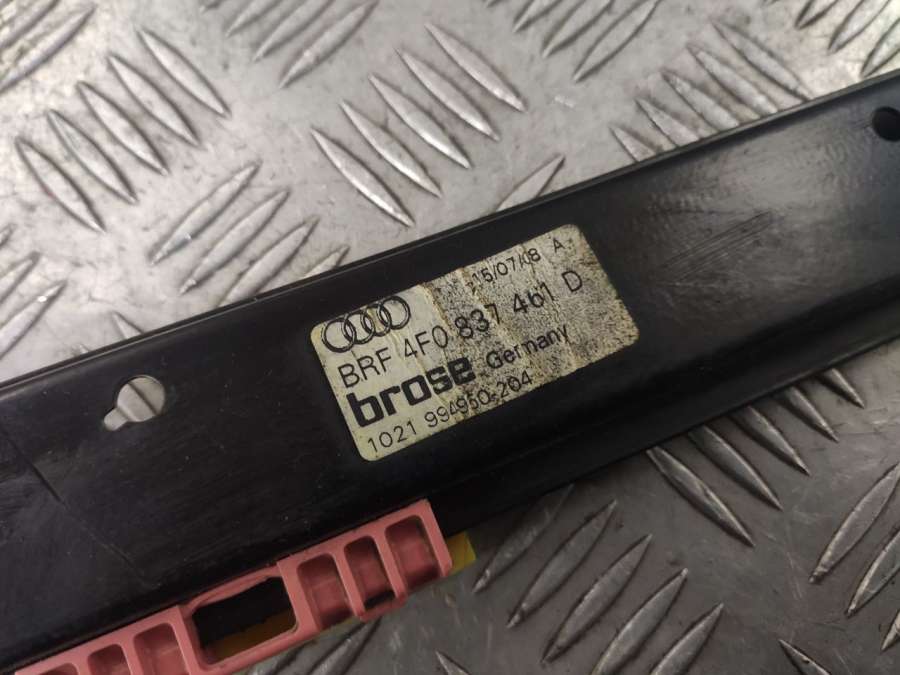 15/07/08 A
BRF 4F0 837 461 D
brose Germany
1021 994950-204